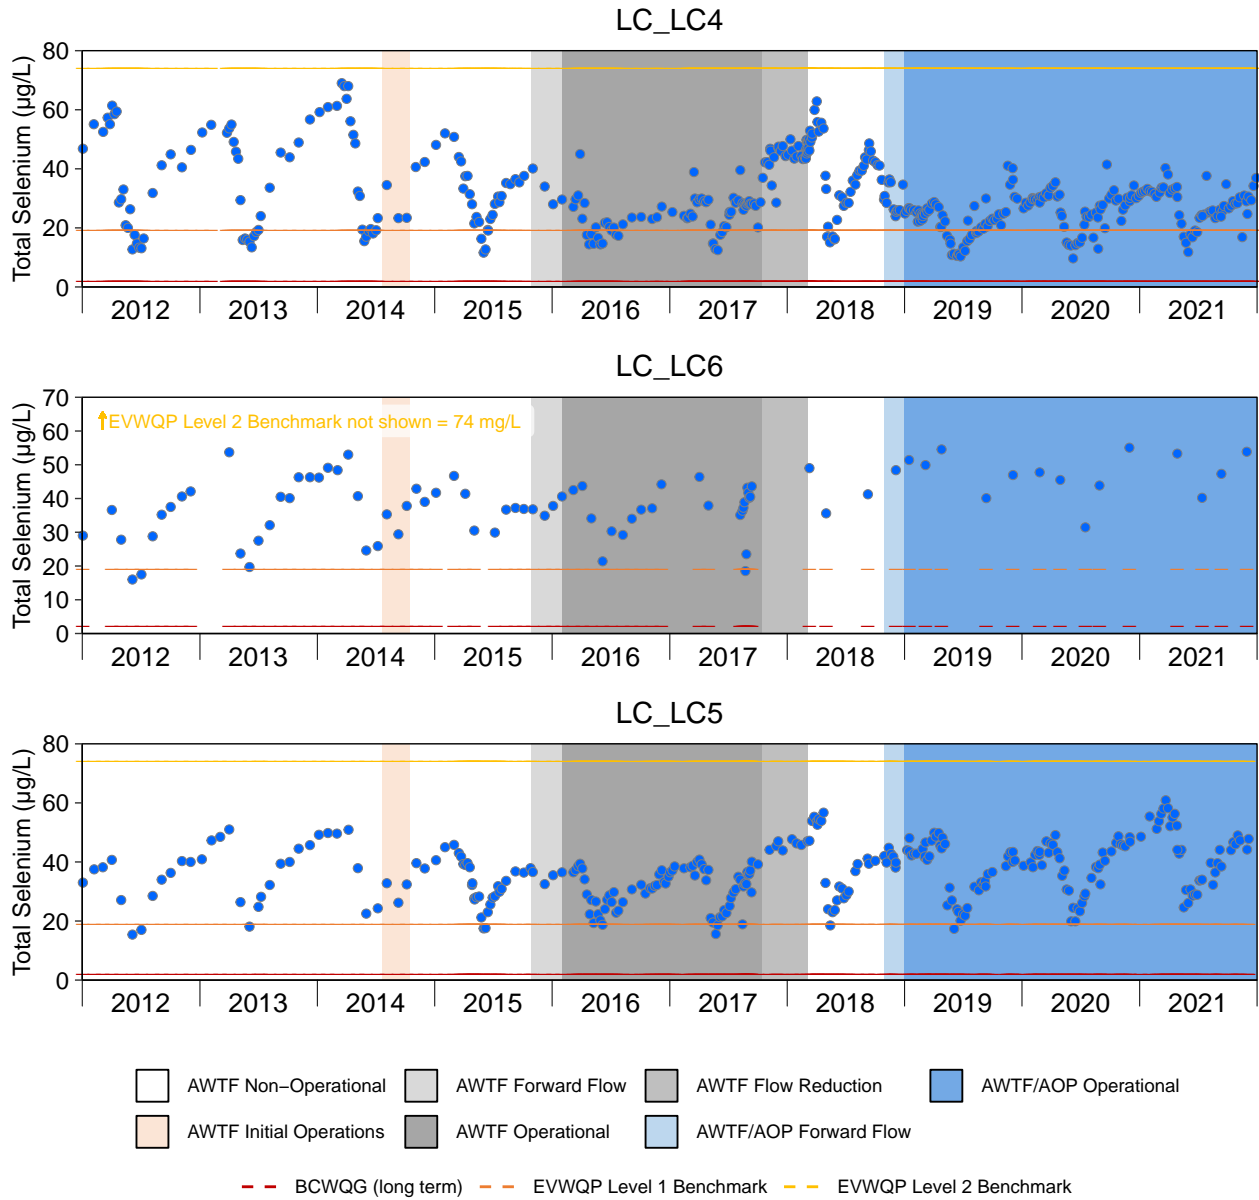 LC_LC4
Total Selenium (µg/L)
80
60
40
20
0
2012 2013 2014 2015 2016 2017 2018 2019 2020 2021
LC_LC6
Total Selenium (µg/L)
70
60
50
40
30
20
10
0
EVWQP Level 2 Benchmark not shown = 74 mg/L
2012 2013 2014 2015 2016 2017 2018 2019 2020 2021
LC_LC5
Total Selenium (µg/L)
80
60
40
20
0
2012 2013 2014 2015 2016 2017 2018 2019 2020 2021
AWTF Non−Operational AWTF Forward Flow AWTF Flow Reduction AWTF/AOP Operational
AWTF Initial Operations AWTF Operational AWTF/AOP Forward Flow
BCWQG (long term) EVWQP Level 1 Benchmark EVWQP Level 2 Benchmark